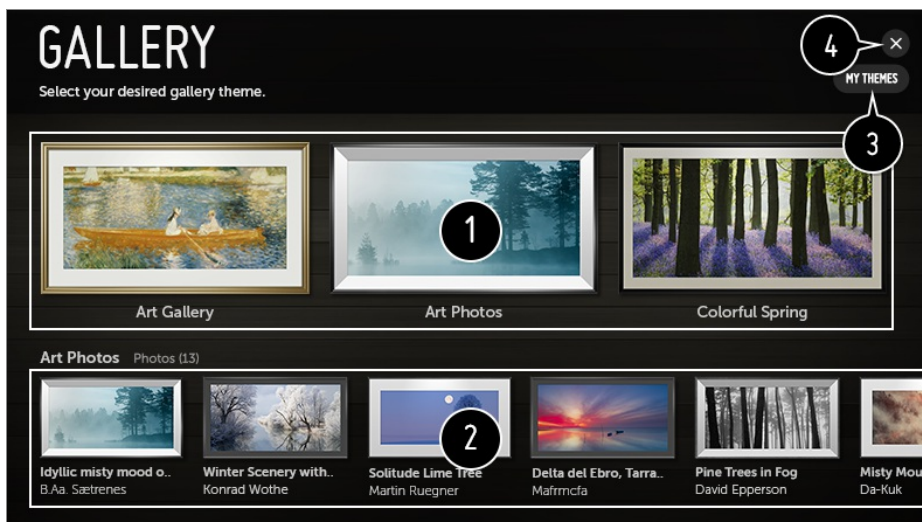 GALLERY
4
Select your desired gallery theme.
MY THEMES
3
1
Art Gallery
Art Photos
Colorful Spring
Art Photos Photos (13)
2
Idyllic misty mood o..
B.Aa. Sætrenes
Winter Scenery with..
Konrad Wothe
Solitude Lime Tree
Martin Ruegner
Delta del Ebro, Tarra..
Mafrmcfa
Pine Trees in Fog
David Epperson
Misty Mou
Da-Kuk